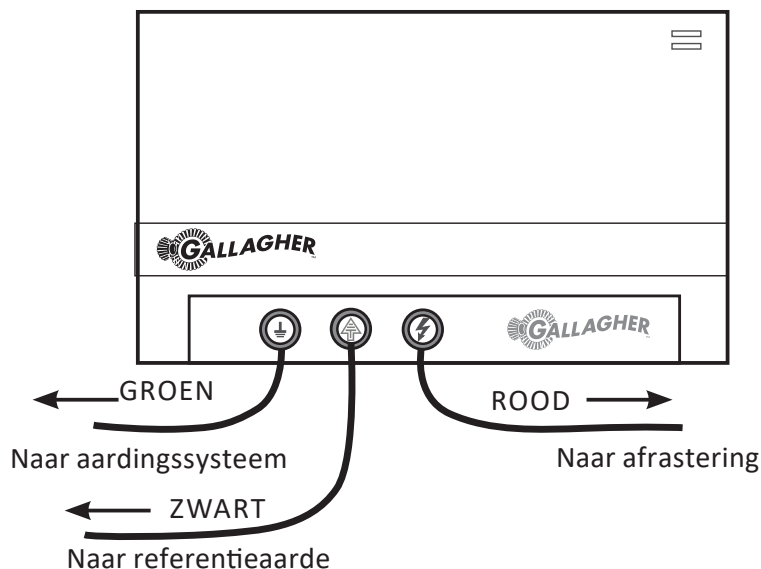 GALLAGHER
GALLAGHER
GROEN
Naar aardingssysteem
ROOD
Naar afrastering
ZWART
Naar referentieaarde